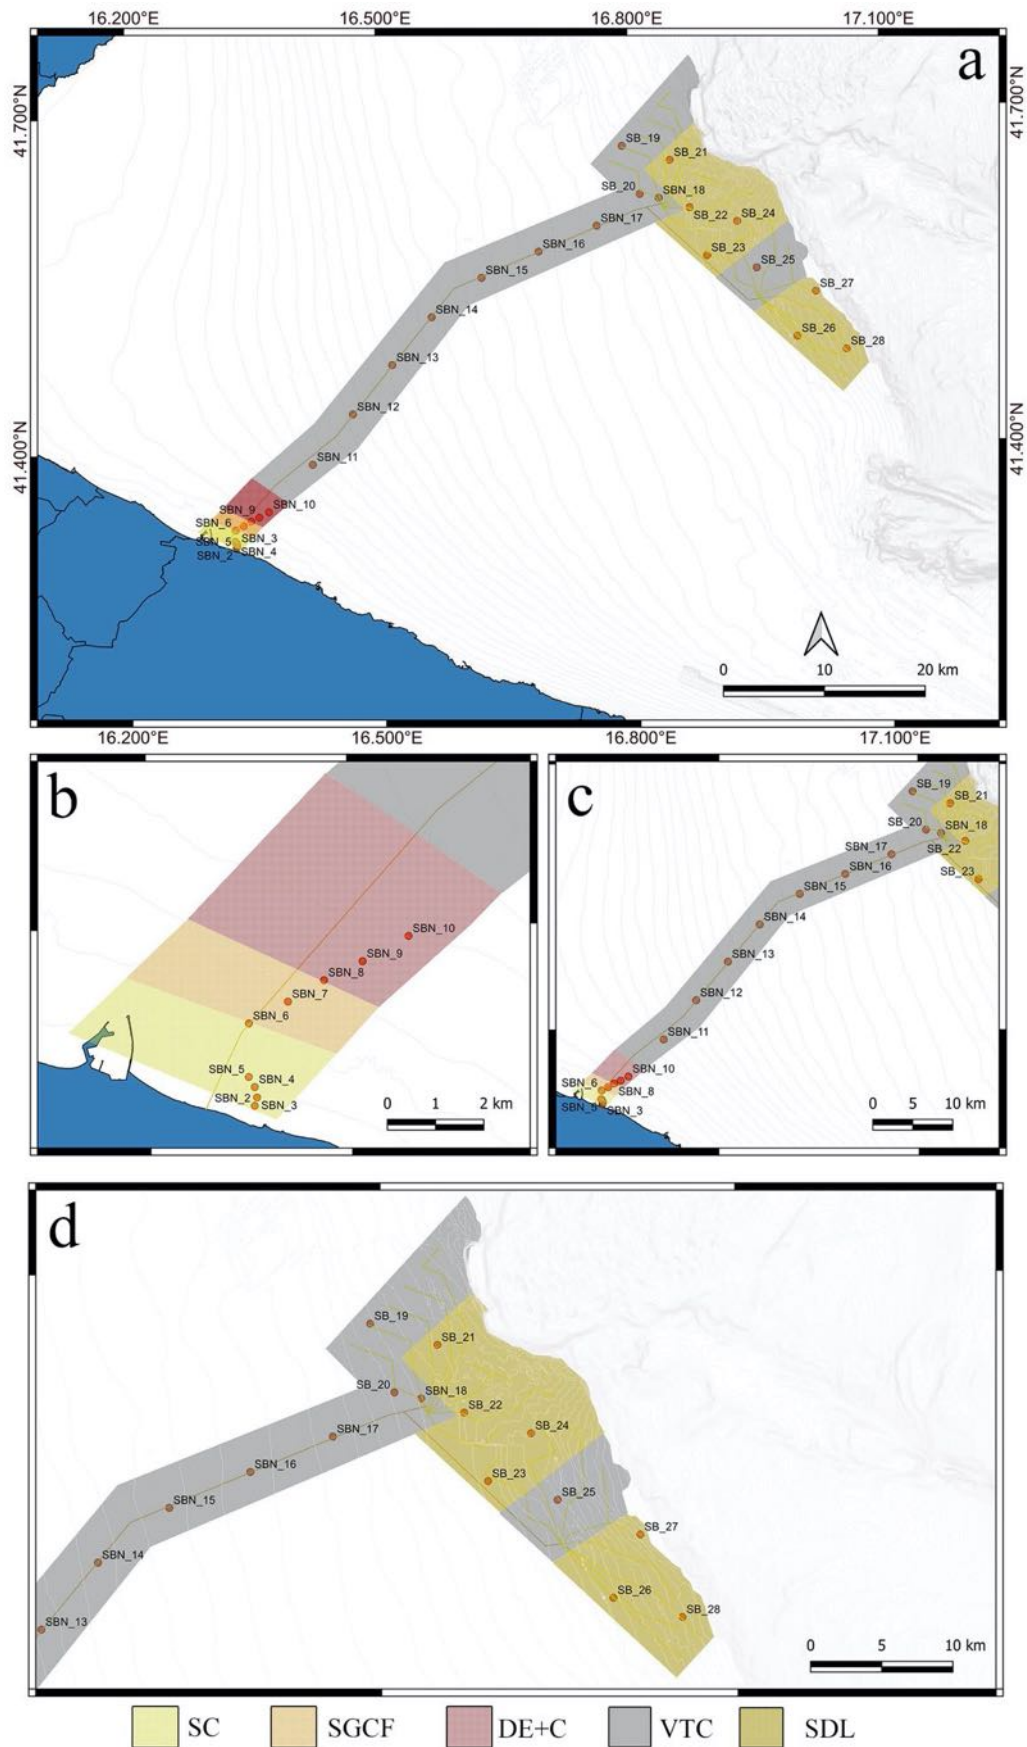 16.200°E 16.500°E 16.800°E 17.100°E
a
41.700°N
41.700°N
SB_19
SB_21
SB_20
SBN_18
SB_22
SB_24
SBN_17
SB_23
SB_25
SBN_16
SBN_15
SB_27
SBN_14
SB_26
SB_28
SBN_13
SBN_12
41.400°N
41.400°N
SBN_11
SBN_9
SBN_10
SBN_6
SBN_3
SBN_5
SBN_2
SBN_4
0 10 20 km
16.200°E 16.500°E 16.800°E 17.100°E
b
SBN_10
SBN_9
SBN_8
SBN_7
SBN_6
SBN_5
SBN_4
SBN_2
SBN_3
0 1 2 km
c
SB_19
SB_21
SB_20
SBN_18
SBN_17
SB_22
SBN_16
SB_23
SBN_15
SBN_14
SBN_13
SBN_12
SBN_11
SBN_10
SBN_6
SBN_8
SBN_5
SBN_3
0 5 10 km
d
SB_19
SB_21
SB_20
SBN_18
SB_22
SBN_17
SB_24
SBN_16
SB_23
SB_25
SBN_15
SB_27
SBN_14
SB_26
SB_28
SBN_13
0 5 10 km
SC SGCF DE+C VTC SDL